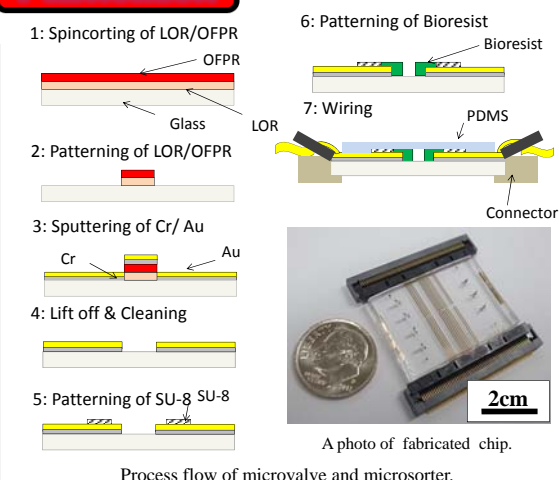 1: Spincorting of LOR/OFPR
OFPR
Glass
LOR
2: Patterning of LOR/OFPR
3: Sputtering of Cr/ Au
Cr
Au
4: Lift off & Cleaning
5: Patterning of SU-8
SU-8
6: Patterning of Bioresist
Bioresist
7: Wiring
PDMS
Connector
2cm
A photo of fabricated chip.
Process flow of microvalve and microsorter.